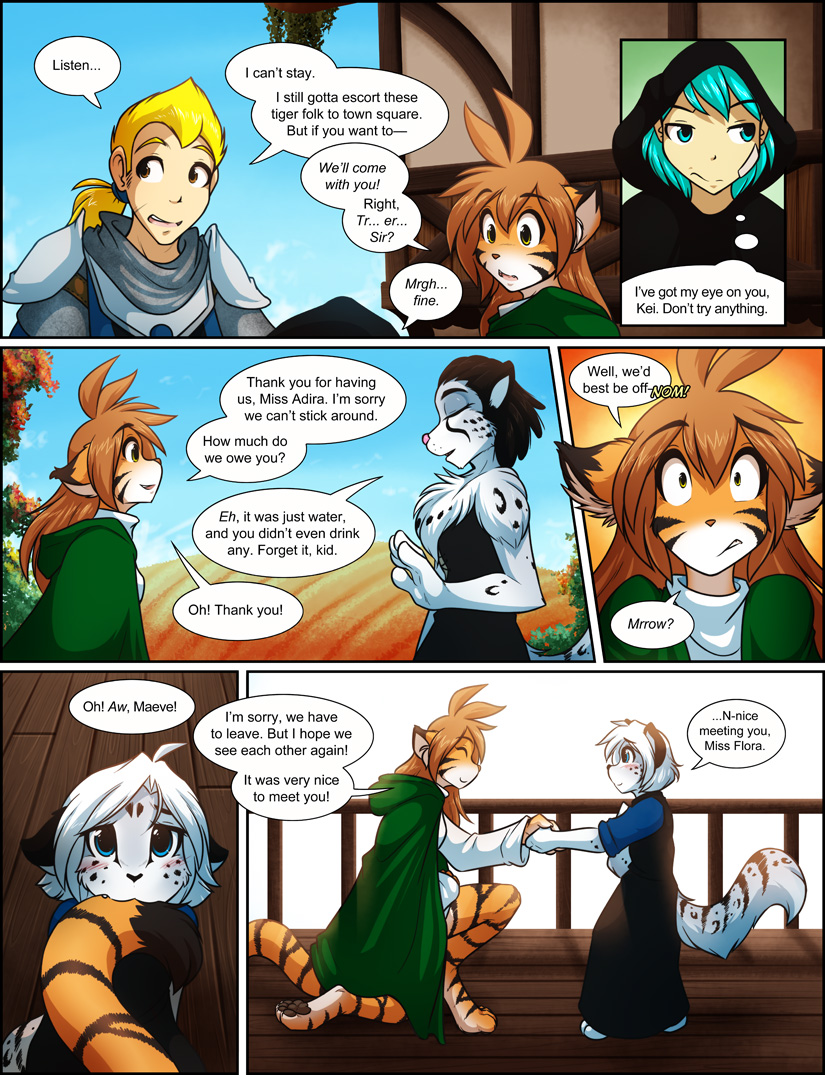 Listen...
I can't stay.
I still gotta escort these
tiger folk to town square.
But if you want to—
We'll come
with you!
Right,
Tr... er...
Sir?
Mrgh...
fine.
I've got my eye on you,
Kei. Don't try anything.
Thank you for having
us, Miss Adira. I'm sorry
we can't stick around.
How much do
we owe you?
Eh, it was just water,
and you didn't even drink
any. Forget it, kid.
Oh! Thank you!
Well, we'd
best be off-NOM!
Mrrow?
Oh! Aw, Maeve!
I'm sorry, we have
to leave. But I hope we
see each other again!
It was very nice
to meet you!
...N-nice
meeting you,
Miss Flora.